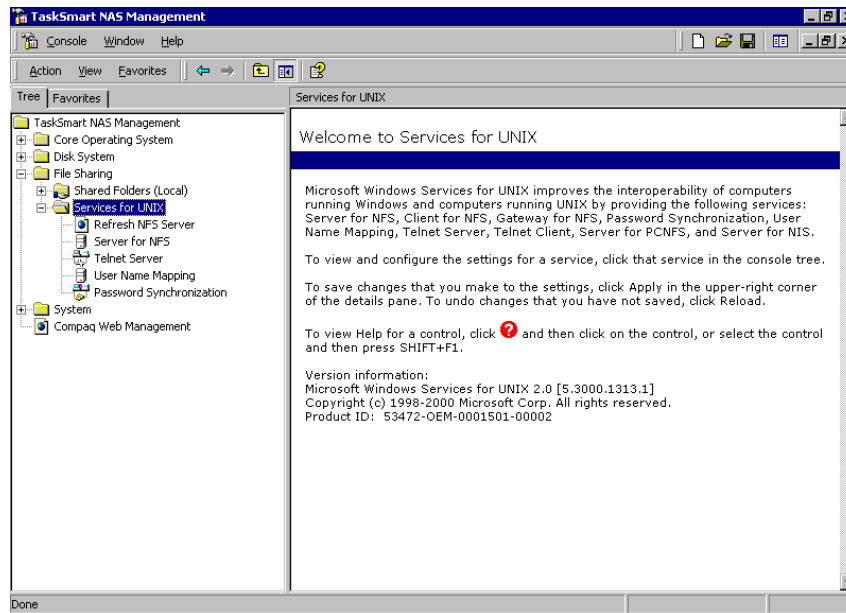 TaskSmart NAS Management
Console Window Help
Action View Favorites
Tree Favorites
Services for UNIX
TaskSmart NAS Management
Core Operating System
Disk System
File Sharing
Shared Folders (Local)
Services for UNIX
Refresh NFS Server
Server for NFS
Telnet Server
User Name Mapping
Password Synchronization
System
Compaq Web Management
Welcome to Services for UNIX
Microsoft Windows Services for UNIX improves the interoperability of computers
running Windows and computers running UNIX by providing the following services:
Server for NFS, Client for NFS, Gateway for NFS, Password Synchronization, User
Name Mapping, Telnet Server, Telnet Client, Server for PCNFS, and Server for NIS.
To view and configure the settings for a service, click that service in the console tree.
To save changes that you make to the settings, click Apply in the upper-right corner
of the details pane. To undo changes that you have not saved, click Reload.
To view Help for a control, click ? and then click on the control, or select the control
and then press SHIFT+F1.
Version information:
Microsoft Windows Services for UNIX 2.0 [5.3000.1313.1]
Copyright (c) 1998-2000 Microsoft Corp. All rights reserved.
Product ID: 53472-OEM-0001501-00002
Done